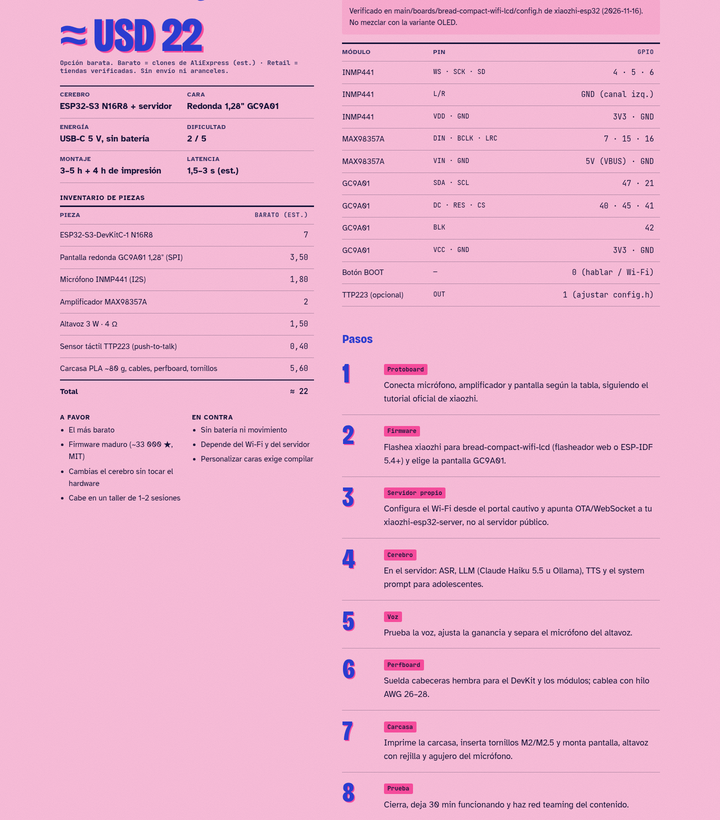 ≈ USD 22
Opción barata. Barato = clones de AliExpress (est.) · Retail =
tiendas verificadas. Sin envío ni aranceles.
CEREBRO
ESP32-S3 N16R8 + servidor
CARA
Redonda 1,28" GC9A01
ENERGÍA
USB-C 5 V, sin batería
DIFICULTAD
2 / 5
MONTAJE
3–5 h + 4 h de impresión
LATENCIA
1,5–3 s (est.)
INVENTARIO DE PIEZAS
PIEZA BARATO (EST.)
ESP32-S3-DevKitC-1 N16R8 7
Pantalla redonda GC9A01 1,28" (SPI) 3,50
Micrófono INMP441 (I2S) 1,80
Amplificador MAX98357A 2
Altavoz 3 W · 4 Ω 1,50
Sensor táctil TTP223 (push-to-talk) 0,40
Carcasa PLA ~80 g, cables, perfboard, tornillos 5,60
Total ≈ 22
A FAVOR
• El más barato
• Firmware maduro (~33 000 ★,
MIT)
• Cambias el cerebro sin tocar el
hardware
• Cabe en un taller de 1–2 sesiones
EN CONTRA
• Sin batería ni movimiento
• Depende del Wi-Fi y del servidor
• Personalizar caras exige compilar
Verificado en main/boards/bread-compact-wifi-lcd/config.h de xiaozhi-esp32 (2026-11-16).
No mezclar con la variante OLED.
MÓDULO PIN GPIO
INMP441 WS · SCK · SD 4 · 5 · 6
INMP441 L/R GND (canal izq.)
INMP441 VDD · GND 3V3 · GND
MAX98357A DIN · BCLK · LRC 7 · 15 · 16
MAX98357A VIN · GND 5V (VBUS) · GND
GC9A01 SDA · SCL 47 · 21
GC9A01 DC · RES · CS 40 · 45 · 41
GC9A01 BLK 42
GC9A01 VCC · GND 3V3 · GND
Botón BOOT — 0 (hablar / Wi-Fi)
TTP223 (opcional) OUT 1 (ajustar config.h)
Pasos
1 Protoboard
Conecta micrófono, amplificador y pantalla según la tabla, siguiendo el
tutorial oficial de xiaozhi.
2 Firmware
Flashea xiaozhi para bread-compact-wifi-lcd (flasheador web o ESP-IDF
5.4+) y elige la pantalla GC9A01.
3 Servidor propio
Configura el Wi-Fi desde el portal cautivo y apunta OTA/WebSocket a tu
xiaozhi-esp32-server, no al servidor público.
4 Cerebro
En el servidor: ASR, LLM (Claude Haiku 5.5 u Ollama), TTS y el system
prompt para adolescentes.
5 Voz
Prueba la voz, ajusta la ganancia y separa el micrófono del altavoz.
6 Perfboard
Suelda cabeceras hembra para el DevKit y los módulos; cablea con hilo
AWG 26–28.
7 Carcasa
Imprime la carcasa, inserta tornillos M2/M2.5 y monta pantalla, altavoz
con rejilla y agujero del micrófono.
8 Prueba
Cierra, deja 30 min funcionando y haz red teaming del contenido.